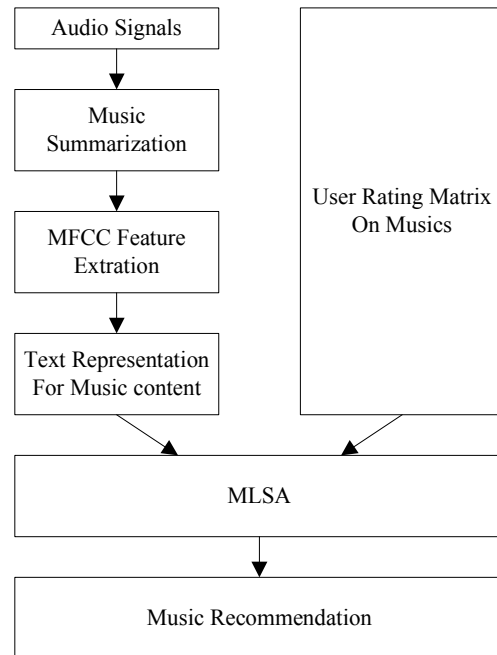 Audio Signals
Music
Summarization
MFCC Feature
Extration
Text Representation
For Music content
User Rating Matrix
On Musics
MLSA
Music Recommendation